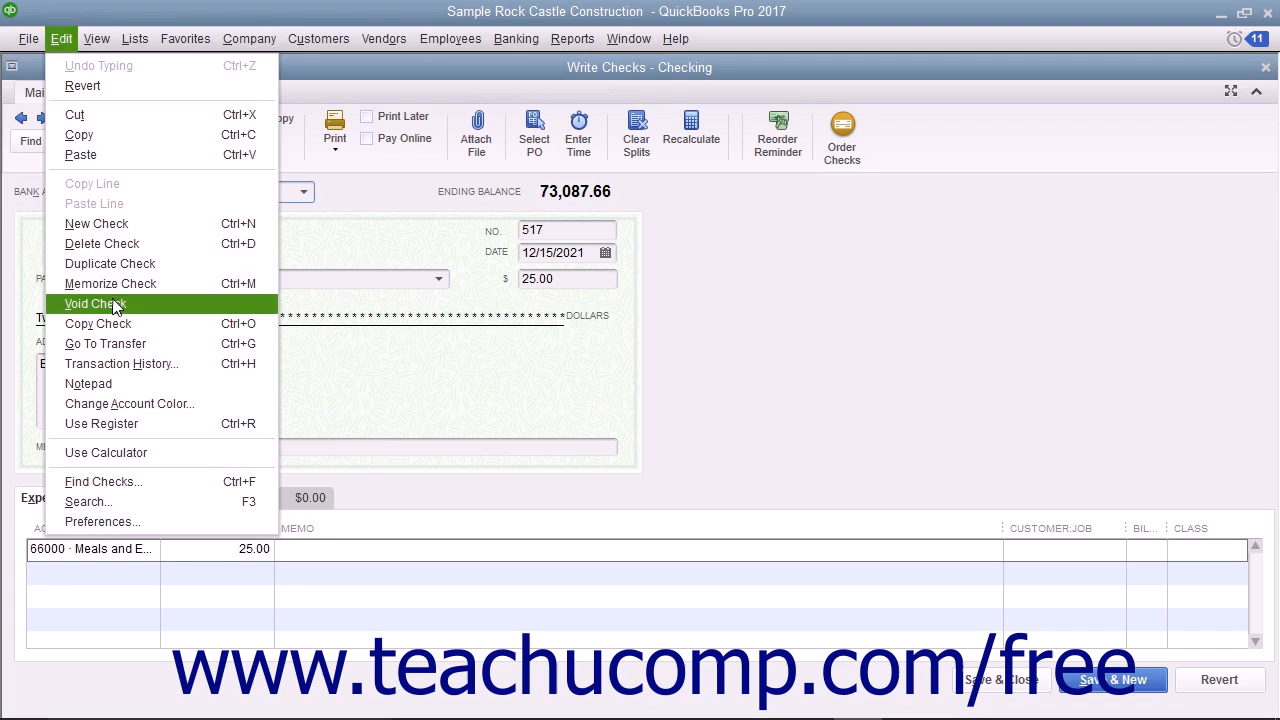 qb Sample Rock Castle Construction - QuickBooks Pro 2017
File Edit View Lists Favorites Company Customers Vendors Employees Banking Reports Window Help 11
Write Checks - Checking
Undo Typing Ctrl+Z
Revert
Cut Ctrl+X
Copy Ctrl+C
Paste Ctrl+V
Copy Line
Paste Line
New Check Ctrl+N
Delete Check Ctrl+D
Duplicate Check
Memorize Check Ctrl+M
Void Check
Copy Check Ctrl+O
Go To Transfer Ctrl+G
Transaction History... Ctrl+H
Notepad
Change Account Color...
Use Register Ctrl+R
Use Calculator
Find Checks... Ctrl+F
Search... F3
Preferences...
Find
Print
Print Later
Pay Online
Attach
File
Select
PO
Enter
Time
Clear
Splits
Recalculate
Reorder
Reminder
Order
Checks
BANK
ENDING BALANCE 73,087.66
NO. 517
DATE 12/15/2021
$ 25.00
* * * * * * * * * * * * * * * * * * * * * * * * * * * * * * * * * * DOLLARS
$0.00
MEMO CUSTOMER:JOB BIL... CLASS
66000 · Meals and E... 25.00
www.teachucomp.com/free
Save & Close Save & New Revert